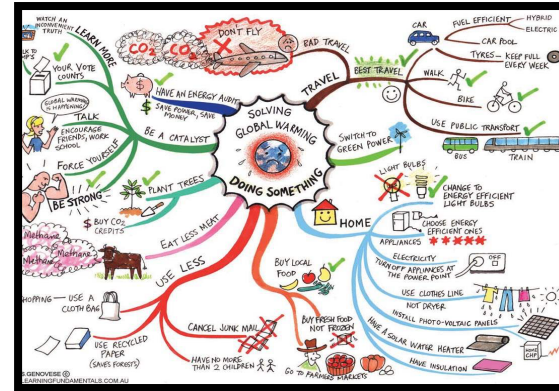 SOLVING
GLOBAL WARMING
DOING SOMETHING
TRAVEL
BAD TRAVEL
DON'T FLY
CO2
CO2
BEST TRAVEL
CAR
FUEL EFFICIENT
HYBRID
ELECTRIC
CAR POOL
TYRES - KEEP FULL
EVERY WEEK
WALK
BIKE
USE PUBLIC TRANSPORT
BUS
TRAIN
SWITCH TO
GREEN POWER
HOME
LIGHT BULBS
CHANGE TO
ENERGY EFFICIENT
LIGHT BULBS
APPLIANCES
CHOOSE ENERGY
EFFICIENT ONES
ELECTRICITY
TURN OFF APPLIANCES AT
THE POWER POINT
OFF
USE CLOTHES LINE
NOT DRYER
INSTALL PHOTO-VOLTAIC PANELS
HAVE A SOLAR WATER HEATER
HAVE INSULATION
BUY LOCAL
FOOD
BUY FRESH FOOD
NOT FROZEN
GO TO FARMERS MARKETS
USE LESS
CANCEL JUNK MAIL
HAVE NO MORE
THAN 2 CHILDREN
USE RECYCLED
PAPER
(SAVES FORESTS)
HOPPING — USE A
CLOTH BAG
EAT LESS MEAT
Methane
Methane
Methane
PLANT TREES
$ BUY CO2
CREDITS
BE A CATALYST
LEARN MORE
WATCH AN
INCONVENIENT
TRUTH
LK TO
MP'S
YOUR VOTE
COUNTS
TALK
ENCOURAGE
FRIENDS, WORK
SCHOOL
GLOBAL WARMING
IS HAPPENING!
FORCE YOURSELF
BE STRONG
HAVE AN ENERGY AUDIT
$ SAVE POWER, SAVE
MONEY
GENOVESE ©
LEARNINGFUNDAMENTALS.COM.AU